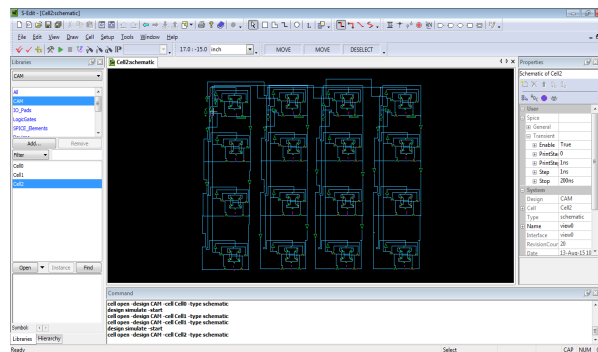 S-Edit - [Cell2:schematic]
File Edit View Draw Cell Setup Tools Window Help
17.0 : -15.0 inch MOVE MOVE DESELECT
Libraries
CAM
All
CAM
IO_Pads
LogicGates
SPICE_Elements
Add... Remove
Filter
Cell0
Cell1
Cell2
Open Instance Find
Symbol:
Libraries Hierarchy
Cell2:schematic
Properties
Schematic of Cell2
User
Spice
General
Transient
Enable True
PrintStar 0
PrintStep 1ns
Step 1ns
Stop 200ns
System
Design CAM
Cell Cell2
Type schematic
Name view0
Interface view0
RevisionCour 20
Date 13-Aug-15 10
Command
cell open -design CAM -cell Cell0 -type schematic
design simulate -start
cell open -design CAM -cell Cell1 -type schematic
cell open -design CAM -cell Cell2 -type schematic
design simulate -start
cell open -design CAM -cell Cell2 -type schematic
Ready Select CAP NUM